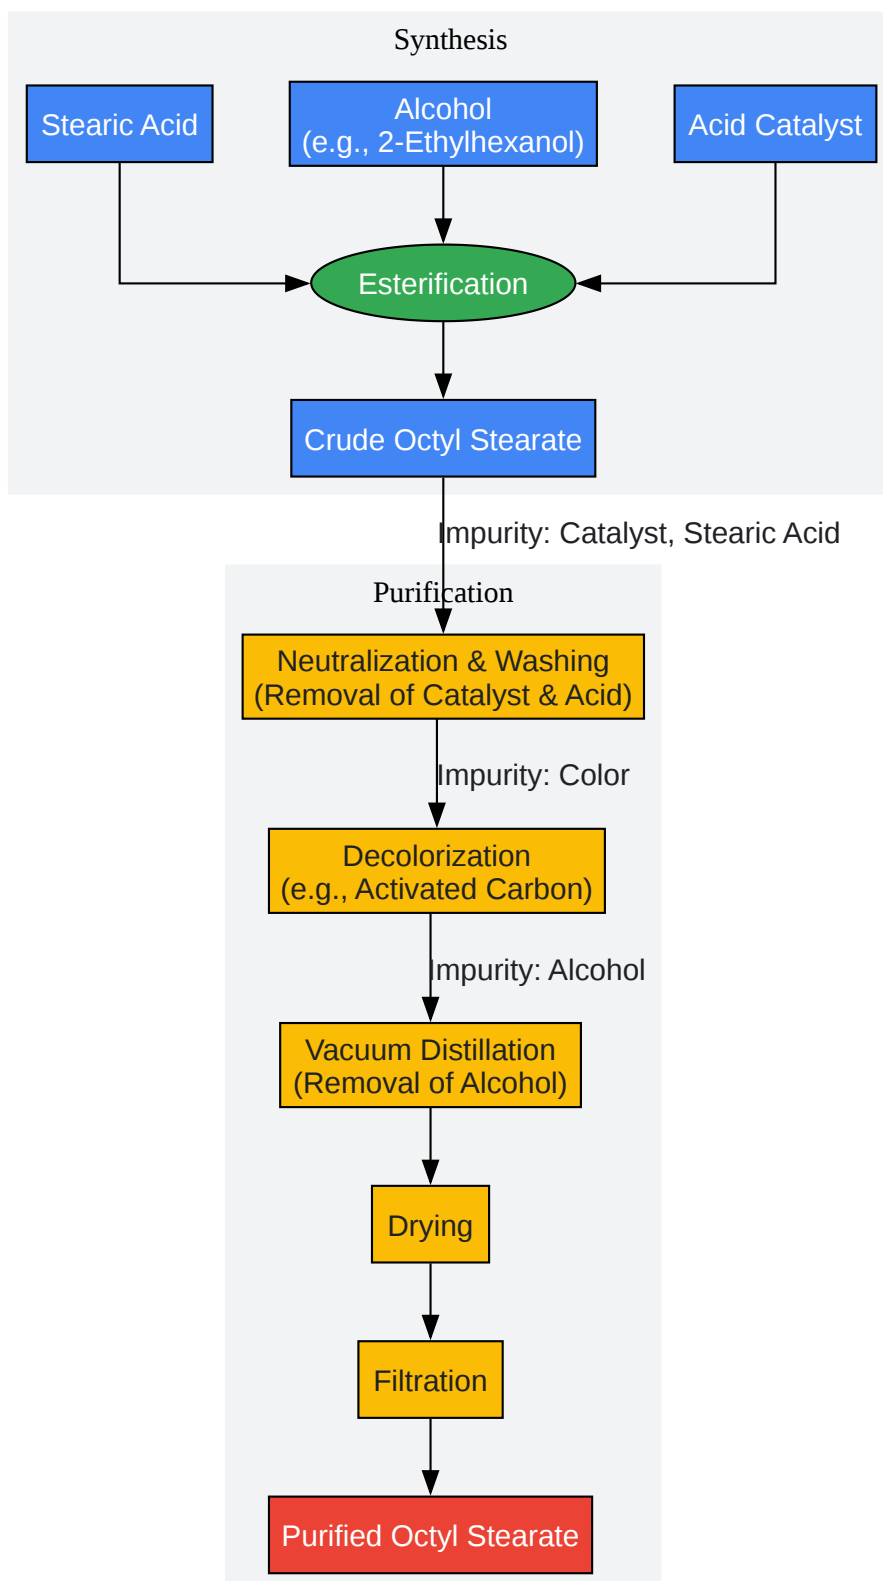 Synthesis
Stearic Acid
Alcohol
(e.g., 2-Ethylhexanol)
Acid Catalyst
Esterification
Crude Octyl Stearate
Impurity: Catalyst, Stearic Acid
Purification
Neutralization & Washing
(Removal of Catalyst & Acid)
Impurity: Color
Decolorization
(e.g., Activated Carbon)
Impurity: Alcohol
Vacuum Distillation
(Removal of Alcohol)
Drying
Filtration
Purified Octyl Stearate